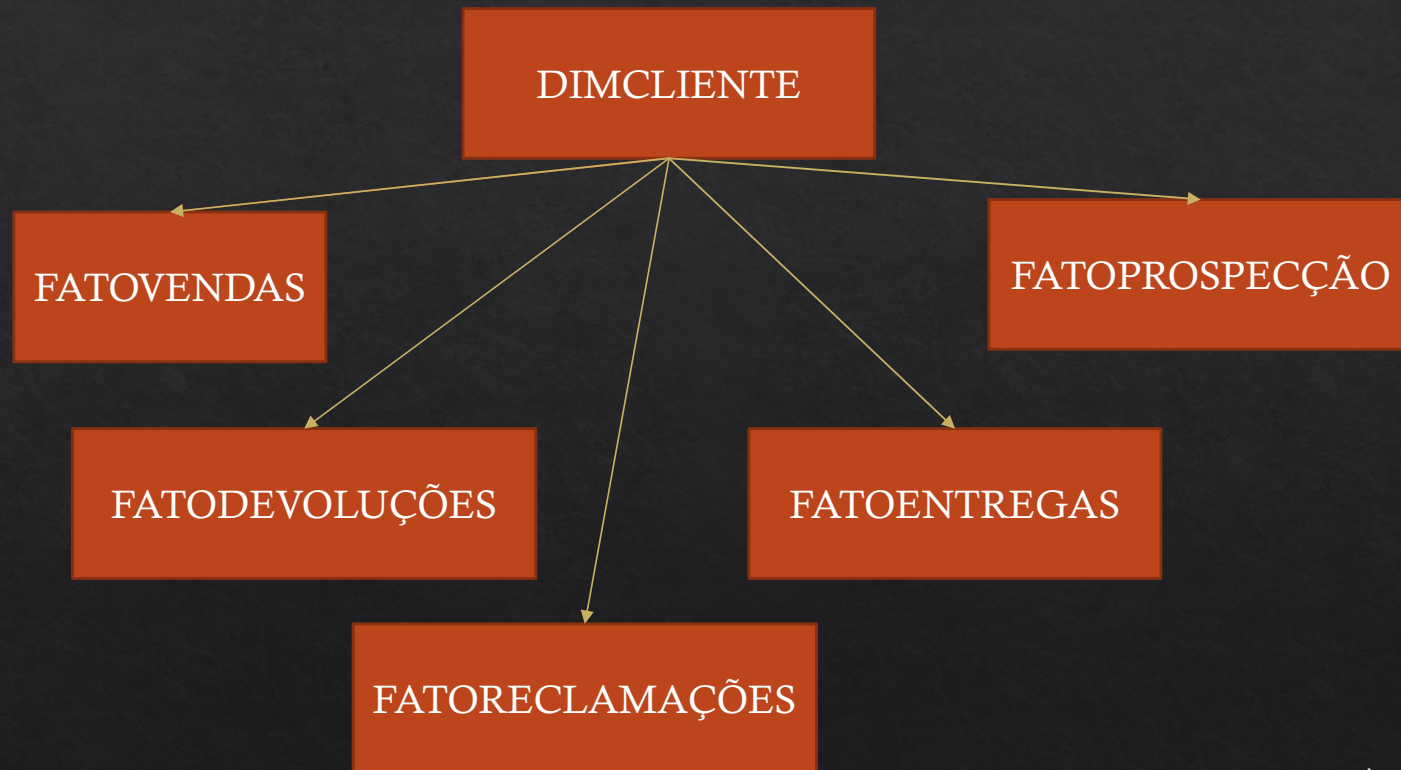 DIMCLIENTE
FATOVENDAS
FATOPROSPECÇÃO
FATODEVOLUÇÕES
FATOENTREGAS
FATORECLAMAÇÕES